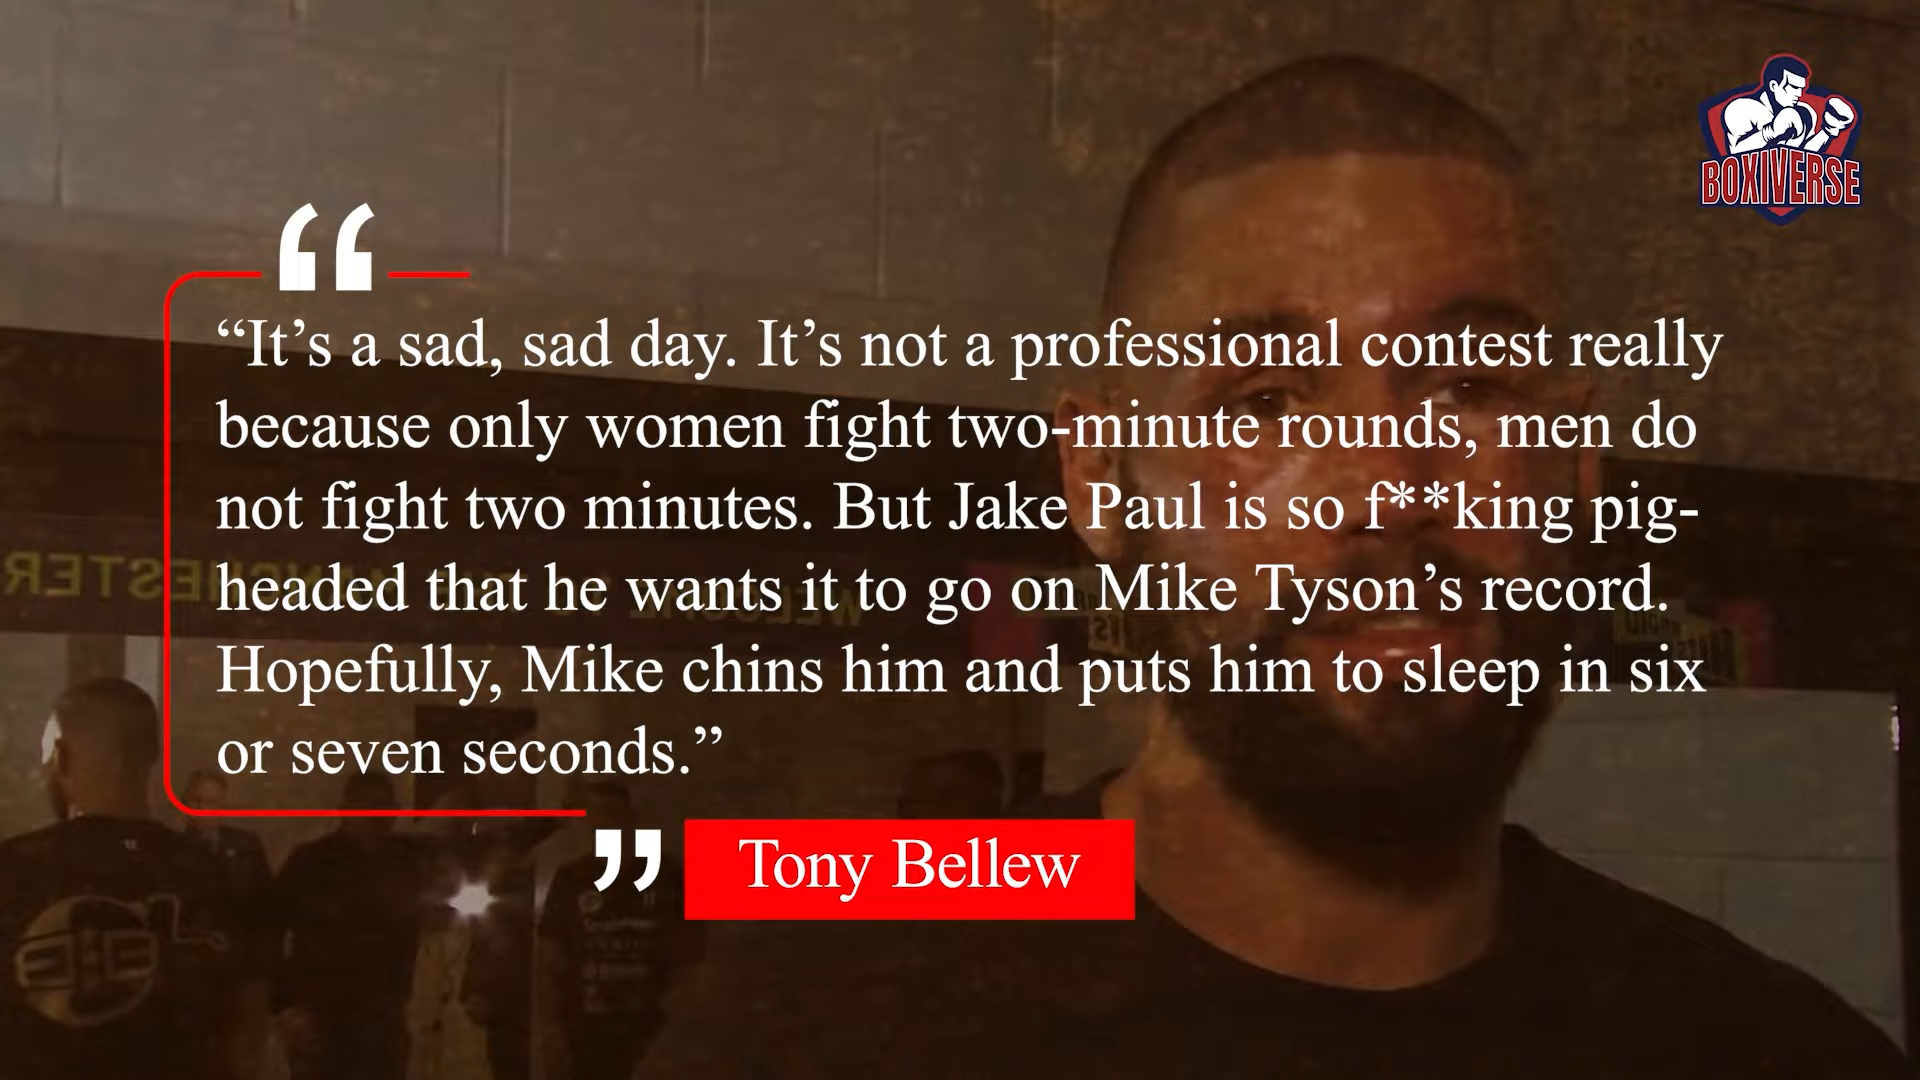 BOXIVERSE
“It’s a sad, sad day. It’s not a professional contest really
because only women fight two-minute rounds, men do
not fight two minutes. But Jake Paul is so f**king pig-
headed that he wants it to go on Mike Tyson’s record.
Hopefully, Mike chins him and puts him to sleep in six
or seven seconds.”
Tony Bellew
WELCOME TO MANCHESTER